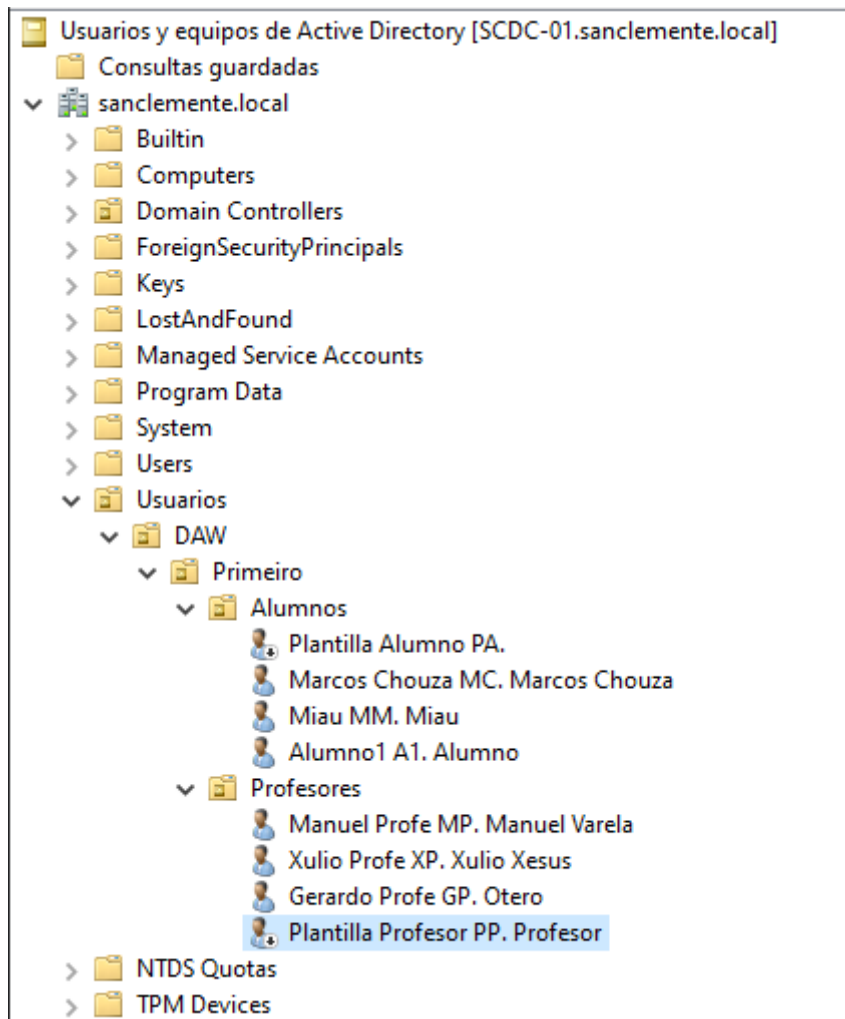 Usuarios y equipos de Active Directory [SCDC-01.sanclemente.local]
Consultas guardadas
sanclemente.local
Builtin
Computers
Domain Controllers
ForeignSecurityPrincipals
Keys
LostAndFound
Managed Service Accounts
Program Data
System
Users
Usuarios
DAW
Primeiro
Alumnos
Plantilla Alumno PA.
Marcos Chouza MC. Marcos Chouza
Miau MM. Miau
Alumno1 A1. Alumno
Profesores
Manuel Profe MP. Manuel Varela
Xulio Profe XP. Xulio Xesus
Gerardo Profe GP. Otero
Plantilla Profesor PP. Profesor
NTDS Quotas
TPM Devices